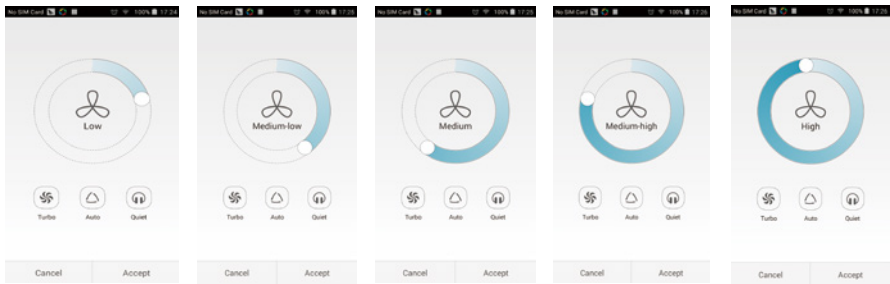 No SIM Card 100% 17:24
Low
Turbo Auto Quiet
Cancel Accept
No SIM Card 100% 17:25
Medium-low
Turbo Auto Quiet
Cancel Accept
No SIM Card 100% 17:25
Medium
Turbo Auto Quiet
Cancel Accept
No SIM Card 100% 17:25
Medium-high
Turbo Auto Quiet
Cancel Accept
No SIM Card 100% 17:25
High
Turbo Auto Quiet
Cancel Accept